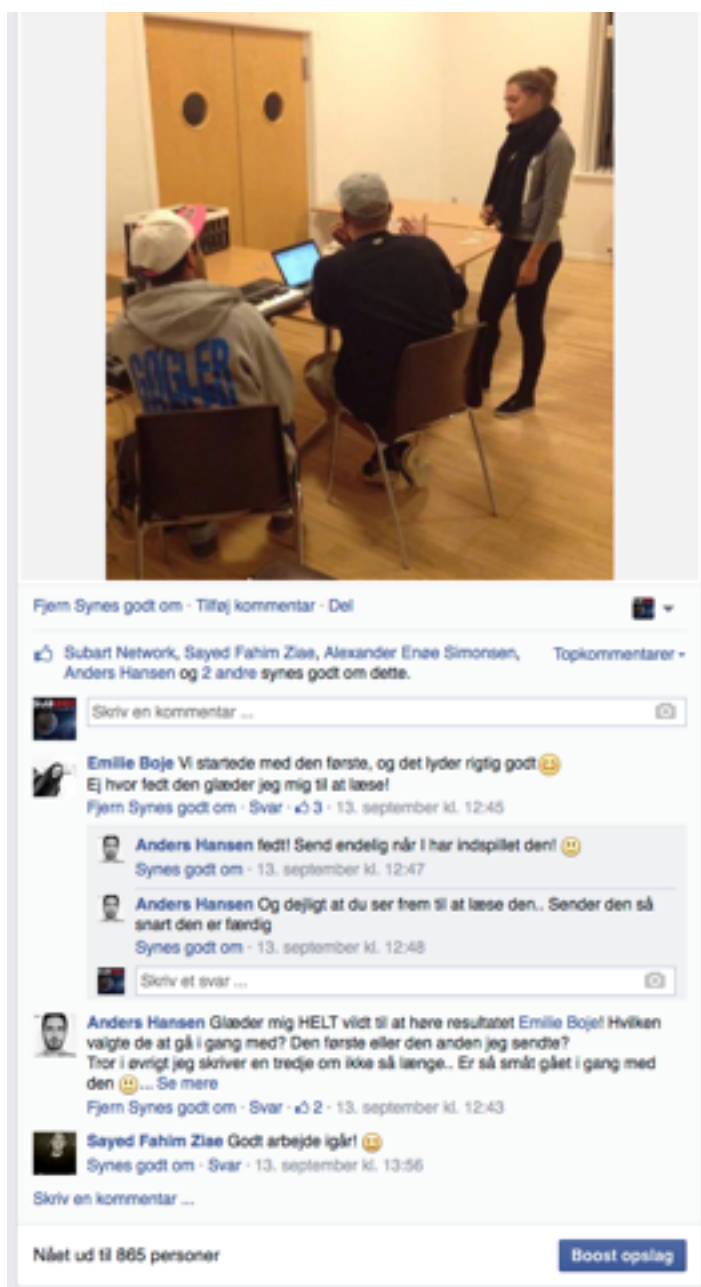 GOGLER
Fjern Synes godt om · Tilføj kommentar · Del
Subart Network, Sayed Fahim Ziae, Alexander Enøe Simonsen, Topkommentarer
Anders Hansen og 2 andre synes godt om dette.
Skriv en kommentar ...
Emilie Boje Vi startede med den første, og det lyder rigtig godt
Ej hvor fedt den glæder jeg mig til at læse!
Fjern Synes godt om · Svar · 3 · 13. september kl. 12:45
Anders Hansen fedt! Send endelig når I har indspillet den!
Synes godt om · 13. september kl. 12:47
Anders Hansen Og dejligt at du ser frem til at læse den.. Sender den så
snart den er færdig
Synes godt om · 13. september kl. 12:48
Skriv et svar ...
Anders Hansen Glæder mig HELT vildt til at høre resultatet Emilie Boje! Hvilken
valgte de at gå i gang med? Den første eller den anden jeg sendte?
Tror i øvrigt jeg skriver en tredje om ikke så længe.. Er så småt gået i gang med
den ... Se mere
Fjern Synes godt om · Svar · 2 · 13. september kl. 12:43
Sayed Fahim Ziae Godt arbejde igår!
Synes godt om · Svar · 13. september kl. 13:56
Skriv en kommentar ...
Nået ud til 865 personer Boost opslag